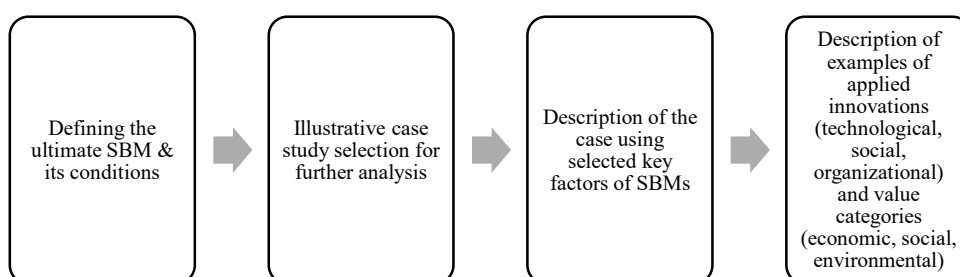 Defining the
ultimate SBM &
its conditions
Illustrative case
study selection for
further analysis
Description of the
case using
selected key
factors of SBMs
Description of
examples of
applied
innovations
(technological,
social,
organizational)
and value
categories
(economic, social,
environmental)